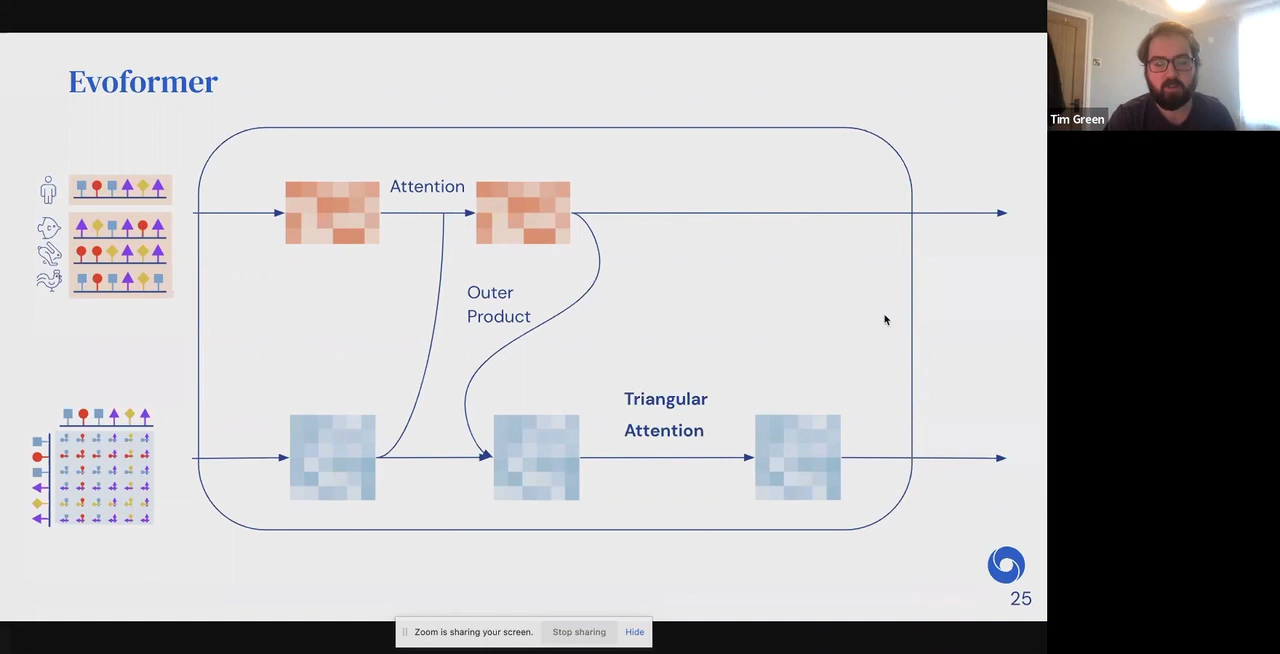 Evoformer
Tim Green
Attention
Outer
Product
Triangular
Attention
25
Zoom is sharing your screen. Stop sharing Hide